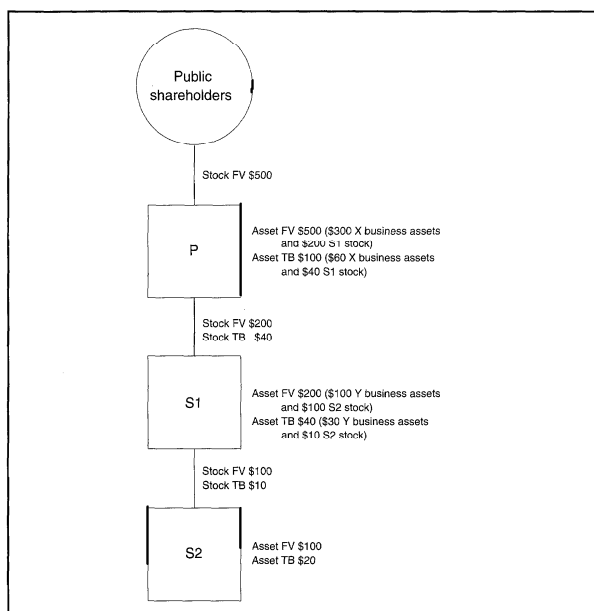 Public
shareholders
Stock FV $500
P
Asset FV $500 ($300 X business assets
and $200 S1 stock)
Asset TB $100 ($60 X business assets
and $40 S1 stock)
Stock FV $200
Stock TB $40
S1
Asset FV $200 ($100 Y business assets
and $100 S2 stock)
Asset TB $40 ($30 Y business assets
and $10 S2 stock)
Stock FV $100
Stock TB $10
S2
Asset FV $100
Asset TB $20